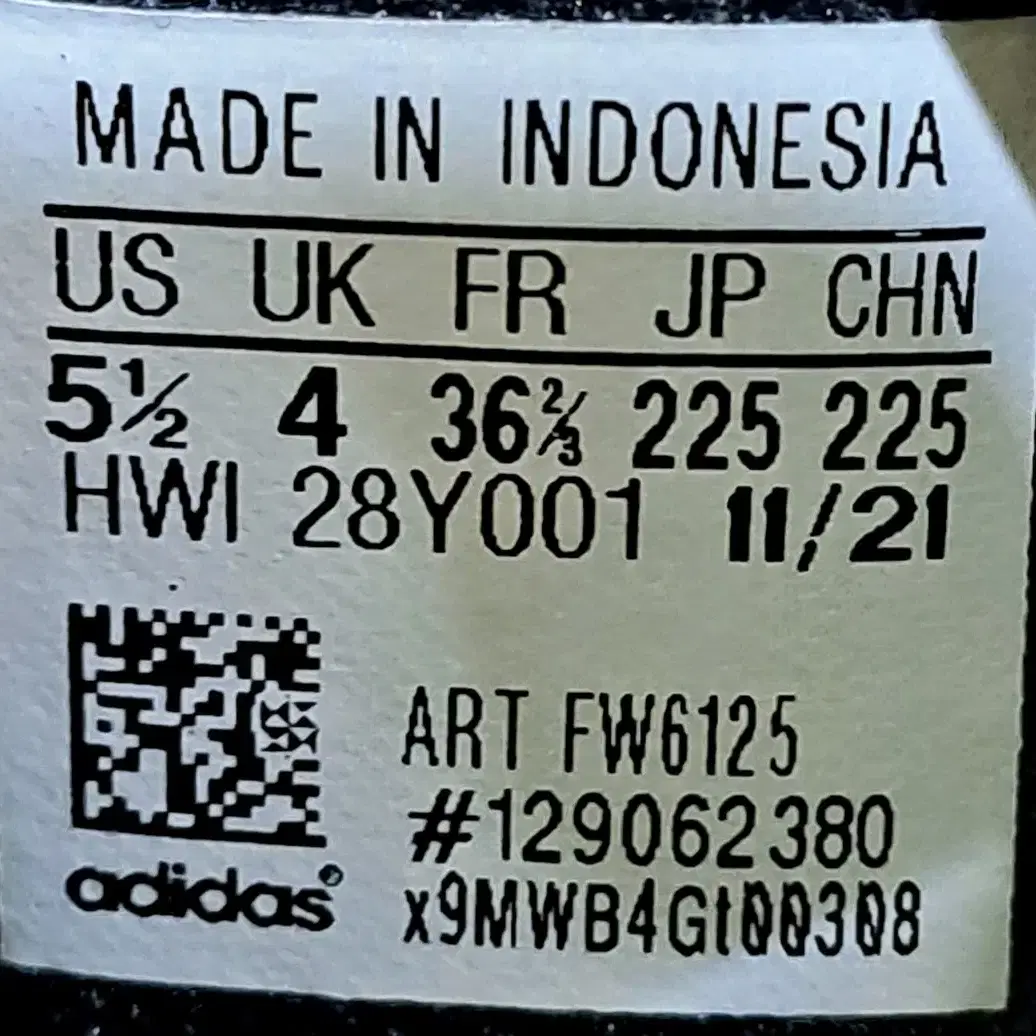 MADE IN INDONESIA
US UK FR JP CHN
5½ 4 36⅔ 225 225
HWI 28Y001 11/21
ART FW6125
#129062380
adidas®
x9MWB4Gt00308